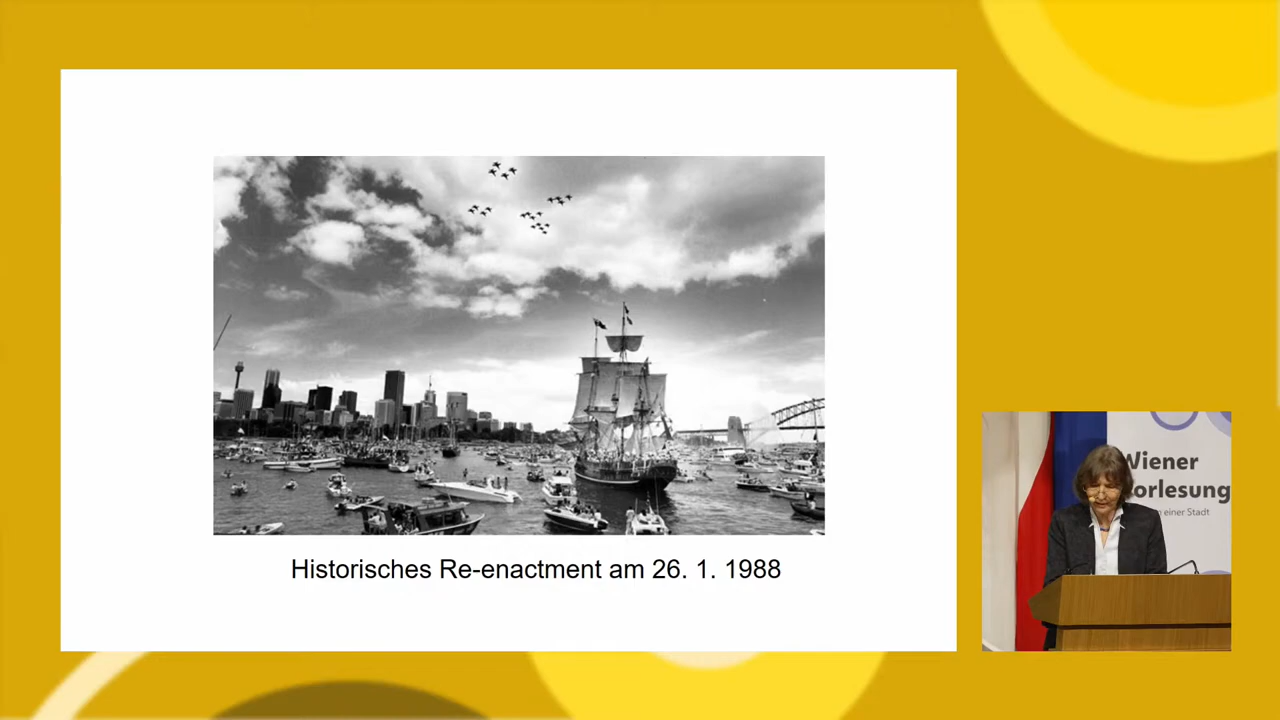 Historisches Re-enactment am 26. 1. 1988
Wiener
orlesung
einer Stadt